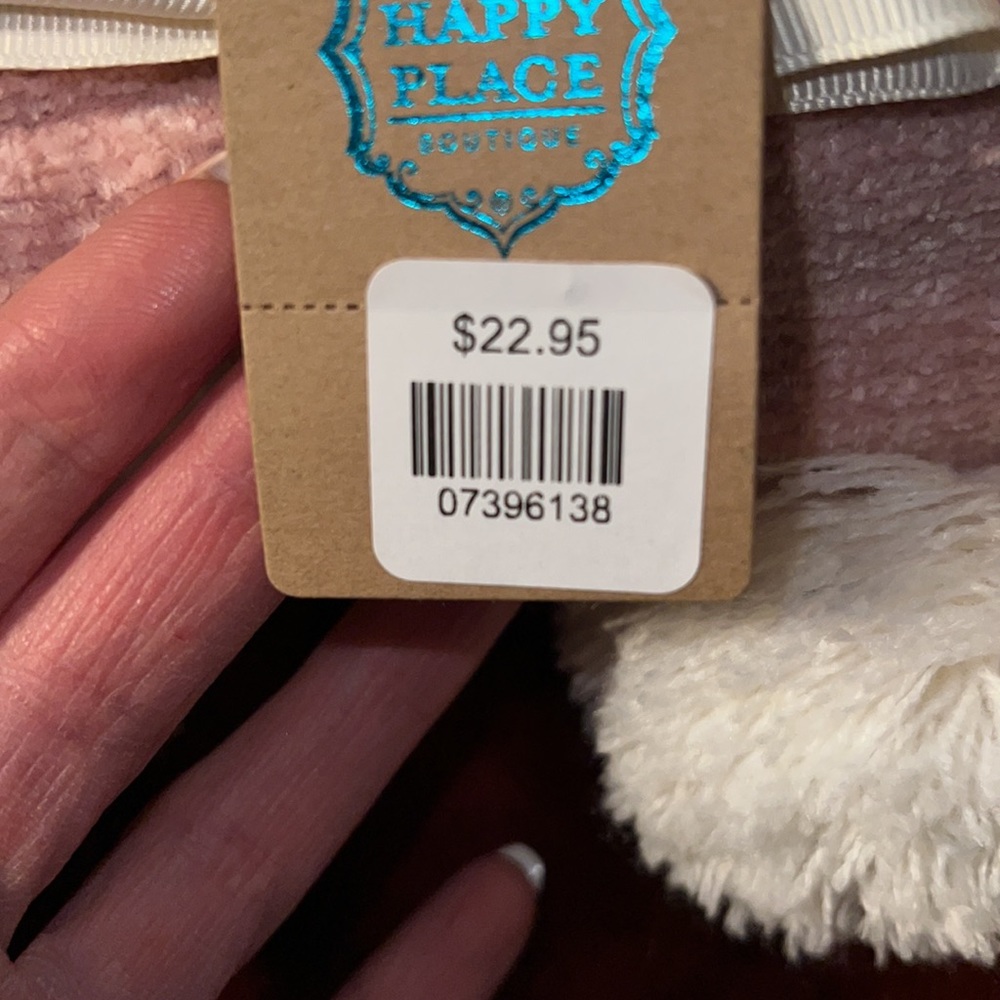 HAPPY
PLACE
BOUTIQUE
$22.95
07396138